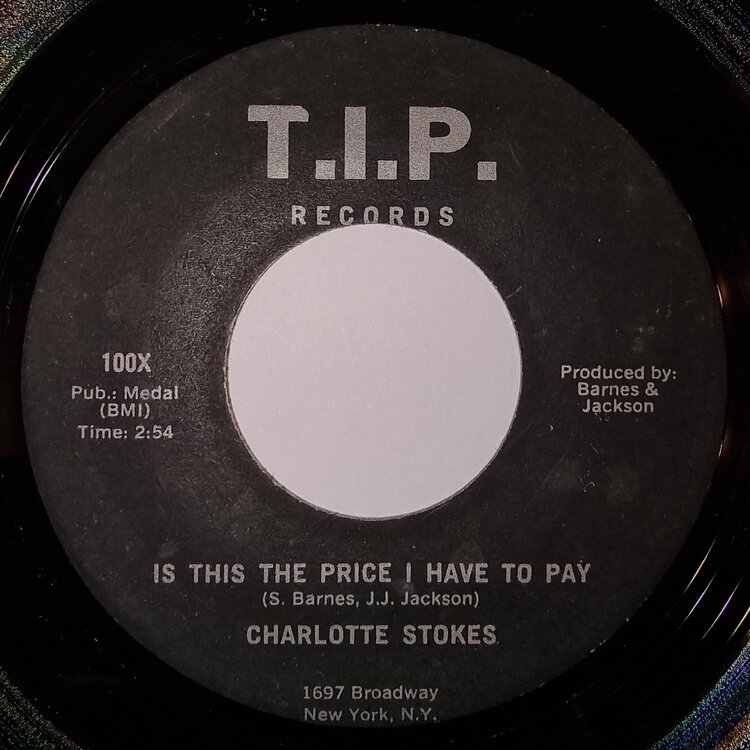 T.I.P.
RECORDS
100X
Pub.: Medal
(BMI)
Time: 2:54
Produced by:
Barnes &
Jackson
IS THIS THE PRICE I HAVE TO PAY
(S. Barnes, J.J. Jackson)
CHARLOTTE STOKES
1697 Broadway
New York, N.Y.